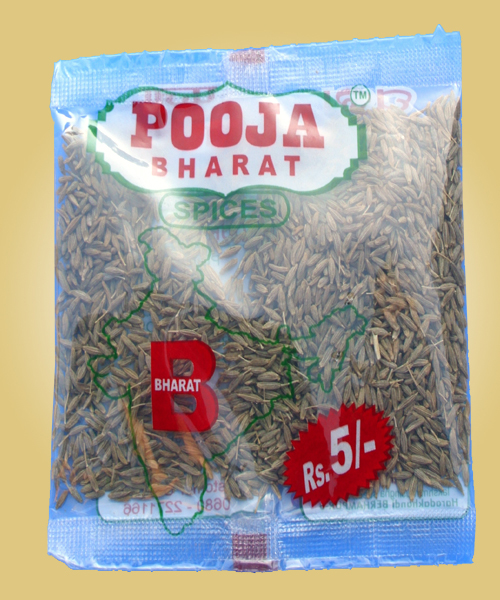 POOJA
TM
BHARAT
SPICES
B
BHARAT
Rs.5/-